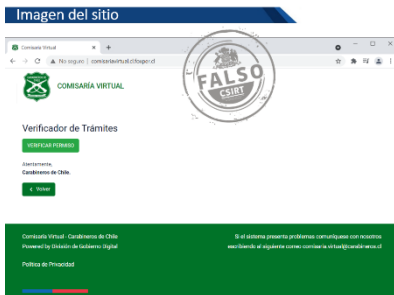 Imagen del sitio
Comisaría Virtual
No seguro
COMISARÍA VIRTUAL
FALSO
CSIRT
Verificador de Trámites
VERIFICAR PERMISO
Atentamente,
Carabineros de Chile.
Volver
Comisaría Virtual - Carabineros de Chile
Powered by División de Gobierno Digital
Política de Privacidad
Si el sistema presenta problemas comuníquese con nosotros
escribiendo al siguiente correo comisaria.virtual@carabineros.cl